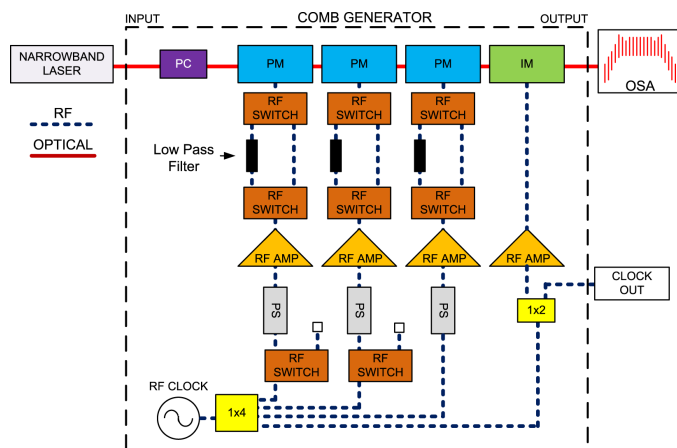 INPUT
COMB GENERATOR
OUTPUT
NARROWBAND
LASER
PC
PM
PM
PM
IM
OSA
RF
SWITCH
RF
SWITCH
RF
SWITCH
RF
OPTICAL
Low Pass
Filter
RF
SWITCH
RF
SWITCH
RF
SWITCH
RF AMP
RF AMP
RF AMP
RF AMP
CLOCK
OUT
PS
PS
PS
1x2
RF
SWITCH
RF
SWITCH
RF CLOCK
1x4